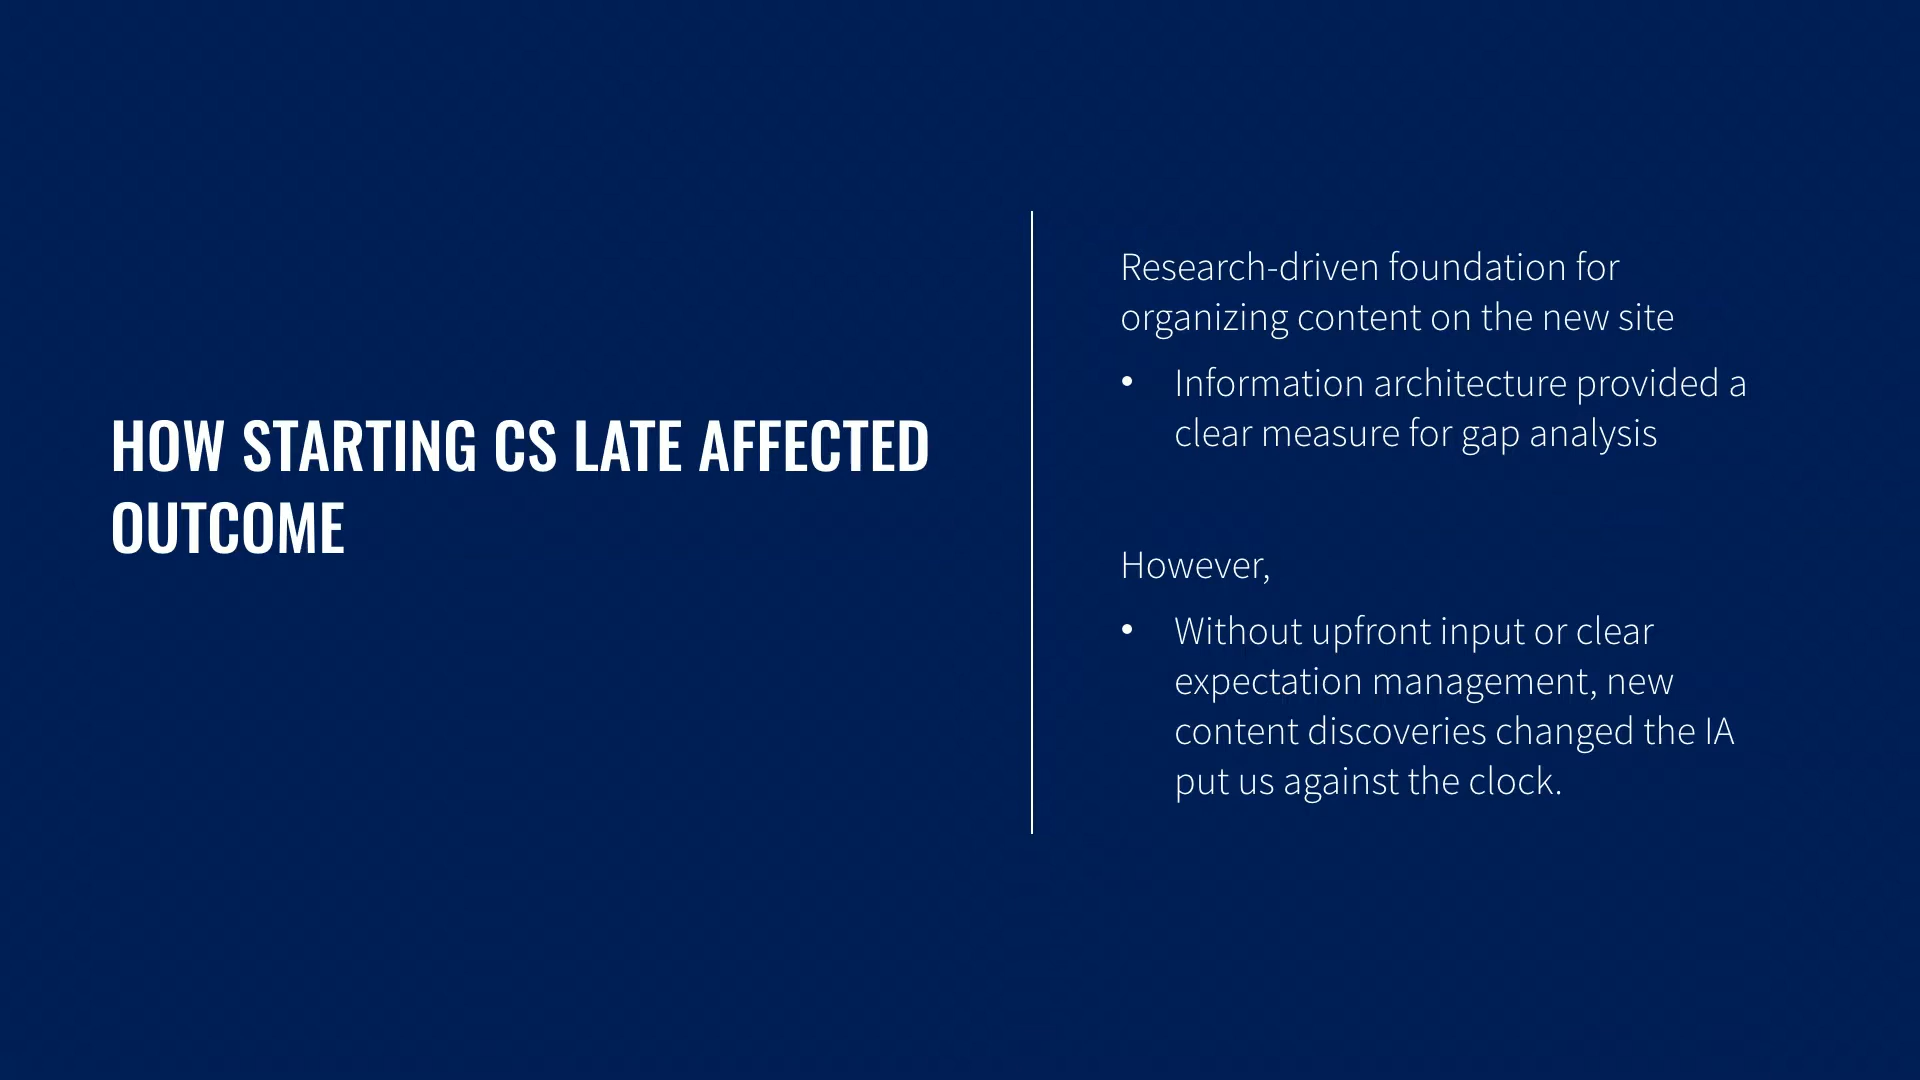 HOW STARTING CS LATE AFFECTED
OUTCOME
Research-driven foundation for
organizing content on the new site
• Information architecture provided a
clear measure for gap analysis
However,
• Without upfront input or clear
expectation management, new
content discoveries changed the IA
put us against the clock.